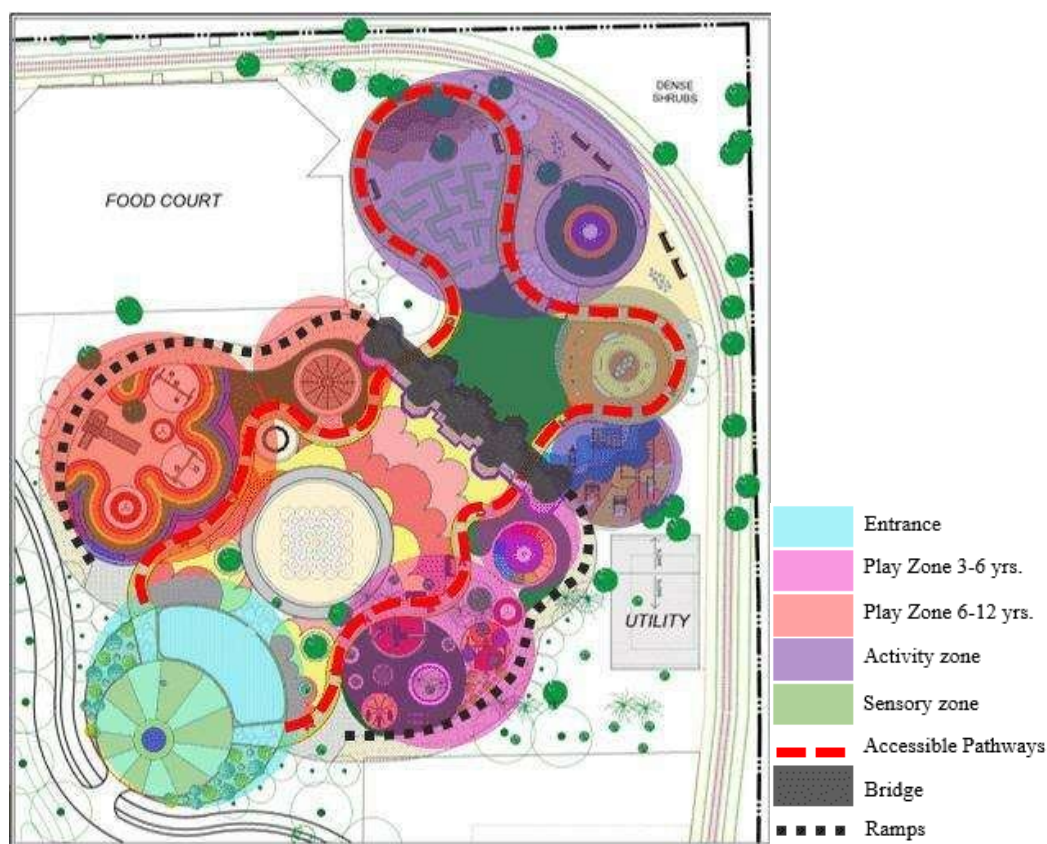 DENSE
SHRUBS
FOOD COURT
UTILITY
Entrance
Play Zone 3-6 yrs.
Play Zone 6-12 yrs.
Activity zone
Sensory zone
Accessible Pathways
Bridge
Ramps